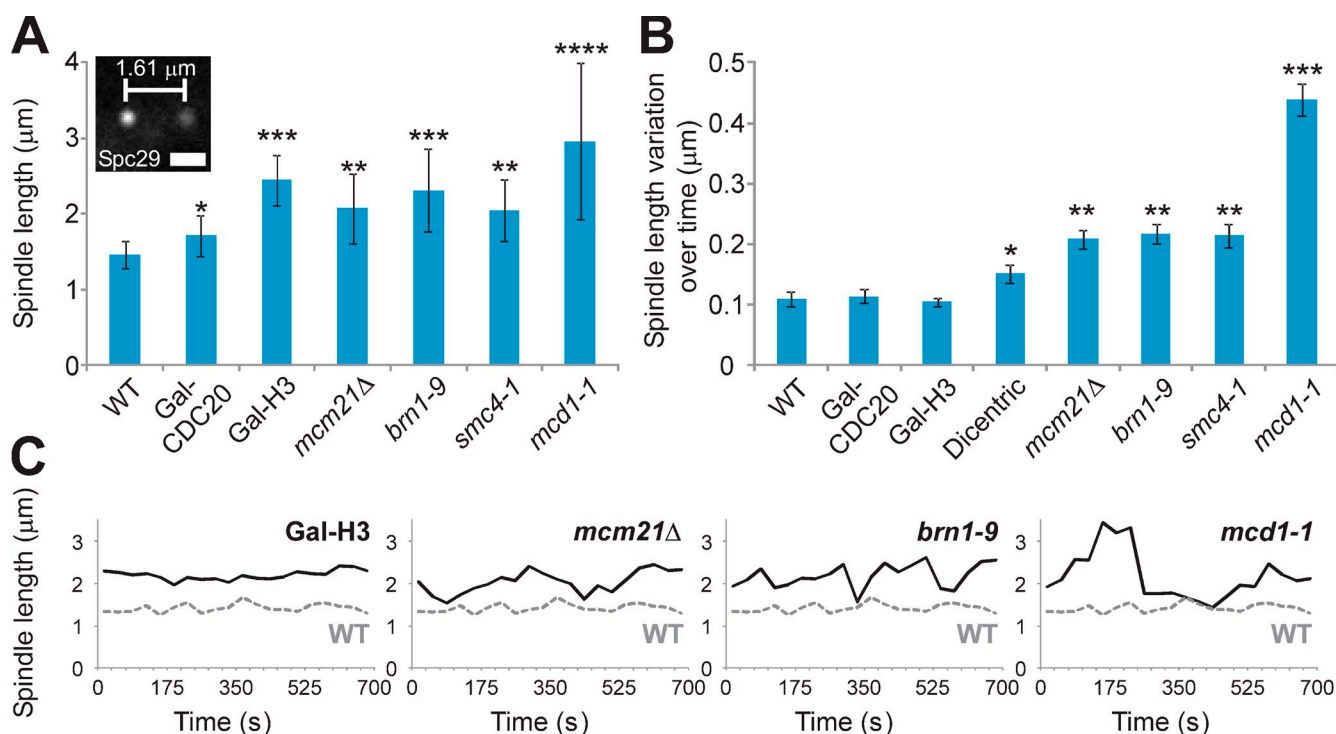 A
Spindle length (μm)
4
3
2
1
0
1.61 μm
Spc29
*
***
**
***
**
****
WT
Gal-
CDC20
Gal-H3
mcm21Δ
brn1-9
smc4-1
mcd1-1
B
Spindle length variation
over time (μm)
0.5
0.4
0.3
0.2
0.1
0
*
**
**
**
***
WT
Gal-
CDC20
Gal-H3
Dicentric
mcm21Δ
brn1-9
smc4-1
mcd1-1
C
Spindle length (μm)
Gal-H3
3
2
1
0
WT
0 175 350 525 700
Time (s)
mcm21Δ
3
2
1
0
WT
0 175 350 525 700
Time (s)
brn1-9
3
2
1
0
WT
0 175 350 525 700
Time (s)
mcd1-1
3
2
1
0
WT
0 175 350 525 700
Time (s)